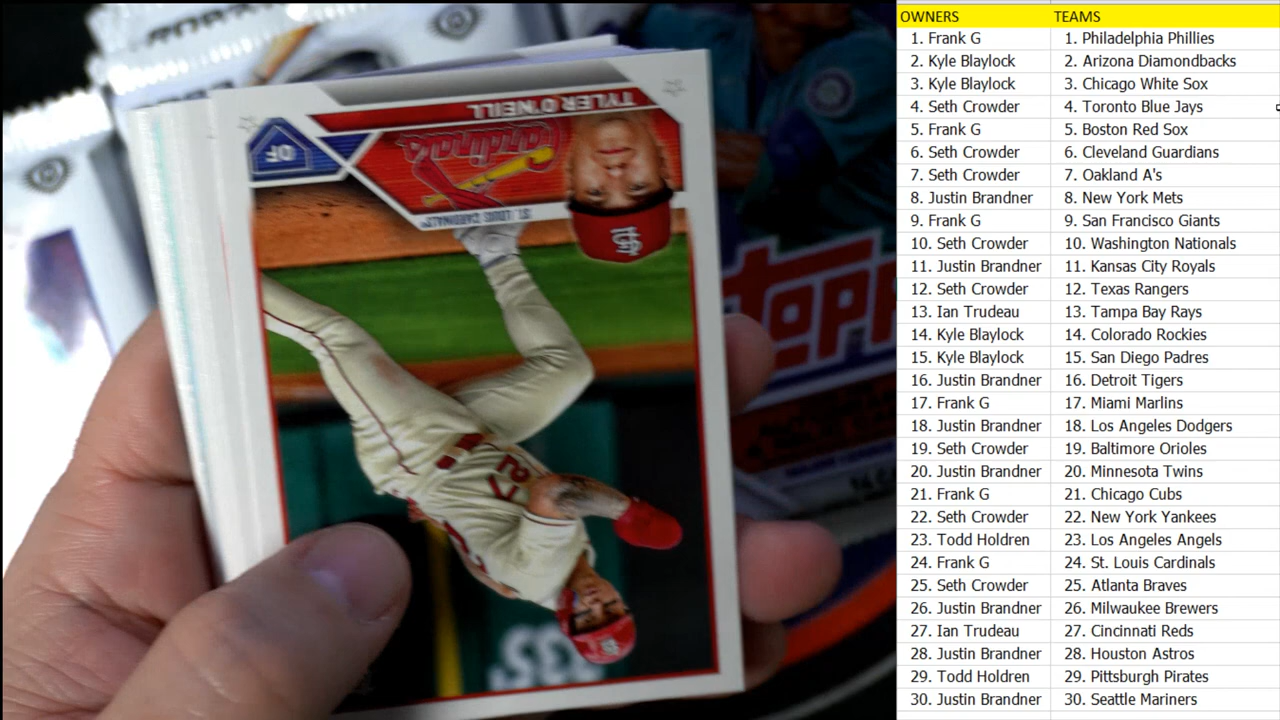 TYLER O'NEILL
OF
Cardinals
ST. LOUIS CARDINALS
27
TOPPS
OWNERS TEAMS
1. Frank G 1. Philadelphia Phillies
2. Kyle Blaylock 2. Arizona Diamondbacks
3. Kyle Blaylock 3. Chicago White Sox
4. Seth Crowder 4. Toronto Blue Jays
5. Frank G 5. Boston Red Sox
6. Seth Crowder 6. Cleveland Guardians
7. Seth Crowder 7. Oakland A's
8. Justin Brandner 8. New York Mets
9. Frank G 9. San Francisco Giants
10. Seth Crowder 10. Washington Nationals
11. Justin Brandner 11. Kansas City Royals
12. Seth Crowder 12. Texas Rangers
13. Ian Trudeau 13. Tampa Bay Rays
14. Kyle Blaylock 14. Colorado Rockies
15. Kyle Blaylock 15. San Diego Padres
16. Justin Brandner 16. Detroit Tigers
17. Frank G 17. Miami Marlins
18. Justin Brandner 18. Los Angeles Dodgers
19. Seth Crowder 19. Baltimore Orioles
20. Justin Brandner 20. Minnesota Twins
21. Frank G 21. Chicago Cubs
22. Seth Crowder 22. New York Yankees
23. Todd Holdren 23. Los Angeles Angels
24. Frank G 24. St. Louis Cardinals
25. Seth Crowder 25. Atlanta Braves
26. Justin Brandner 26. Milwaukee Brewers
27. Ian Trudeau 27. Cincinnati Reds
28. Justin Brandner 28. Houston Astros
29. Todd Holdren 29. Pittsburgh Pirates
30. Justin Brandner 30. Seattle Mariners